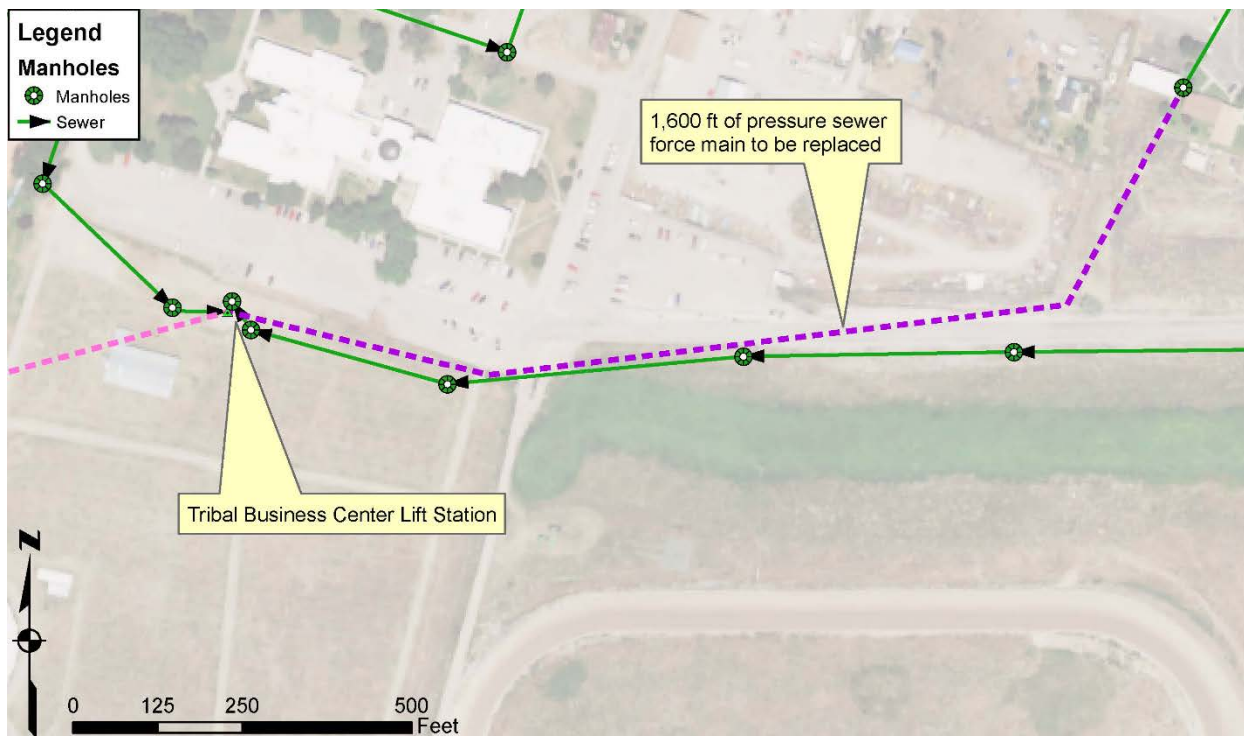 Legend
Manholes
Manholes
Sewer
1,600 ft of pressure sewer
force main to be replaced
Tribal Business Center Lift Station
N
0 125 250 500
Feet